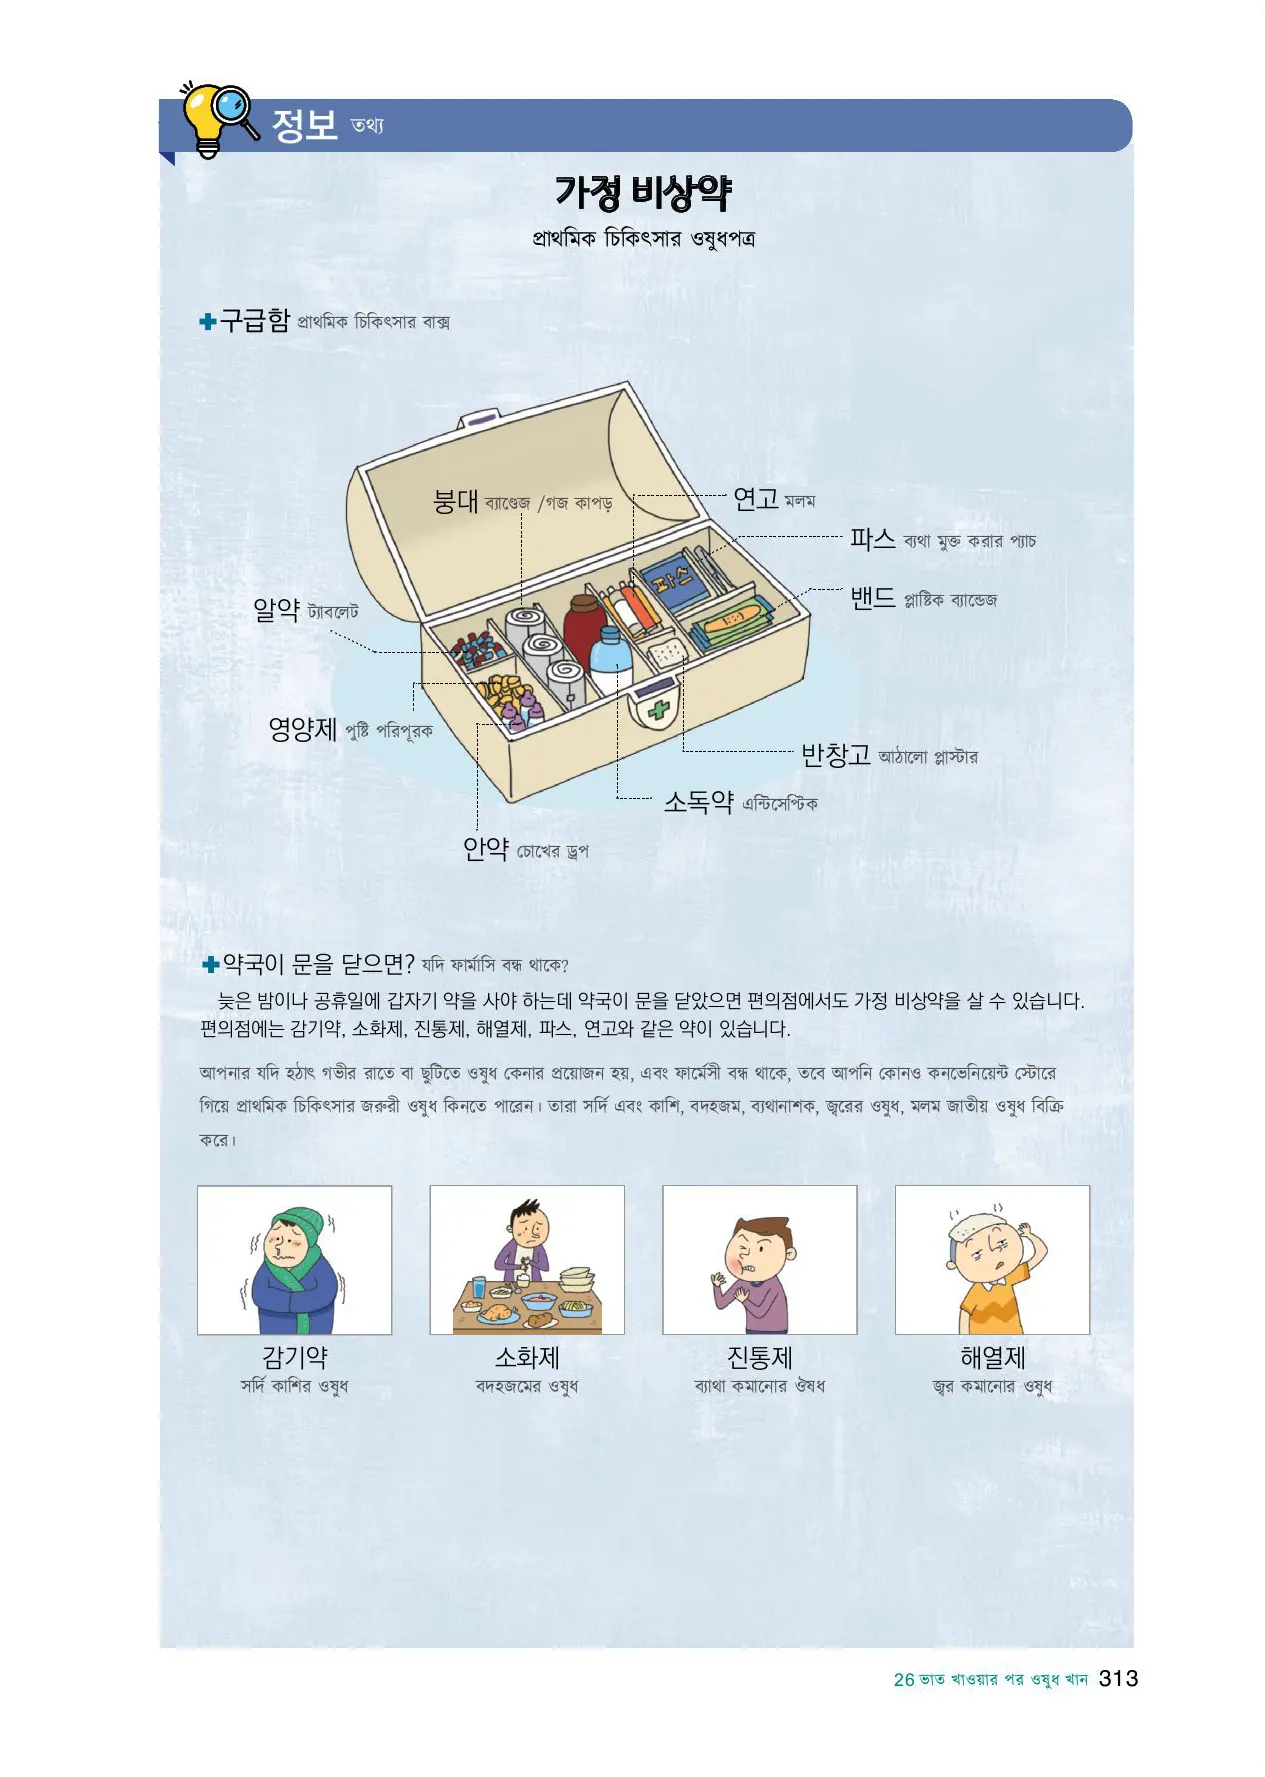 정보 তথ্য
가정 비상약
প্রাথমিক চিকিৎসার ওষুধপত্র
구급함 প্রাথমিক চিকিৎসার বাক্স
붕대 ব্যাণ্ডেজ /গজ কাপড়
연고 মলম
파스 ব্যথা মুক্ত করার প্যাচ
파스
밴드 প্লাষ্টিক ব্যান্ডেজ
알약 ট্যাবলেট
영양제 পুষ্টি পরিপূরক
반창고 আঠালো প্লাস্টার
소독약 এন্টিসেপ্টিক
안약 চোখের ড্রপ
약국이 문을 닫으면? যদি ফার্মাসি বন্ধ থাকে?
늦은 밤이나 공휴일에 갑자기 약을 사야 하는데 약국이 문을 닫았으면 편의점에서도 가정 비상약을 살 수 있습니다.
편의점에는 감기약, 소화제, 진통제, 해열제, 파스, 연고와 같은 약이 있습니다.
আপনার যদি হঠাৎ গভীর রাতে বা ছুটিতে ওষুধ কেনার প্রয়োজন হয়, এবং ফার্মেসী বন্ধ থাকে, তবে আপনি কোনও কনভেনিয়েন্ট স্টোরে
গিয়ে প্রাথমিক চিকিৎসার জরুরী ওষুধ কিনতে পারেন। তারা সর্দি এবং কাশি, বদহজম, ব্যথানাশক, জ্বরের ওষুধ, মলম জাতীয় ওষুধ বিক্রি
করে।
감기약 소화제 진통제 해열제
সর্দি কাশির ওষুধ বদহজমের ওষুধ ব্যাথা কমানোর ঔষধ জ্বর কমানোর ওষুধ
26 ভাত খাওয়ার পর ওষুধ খান 313